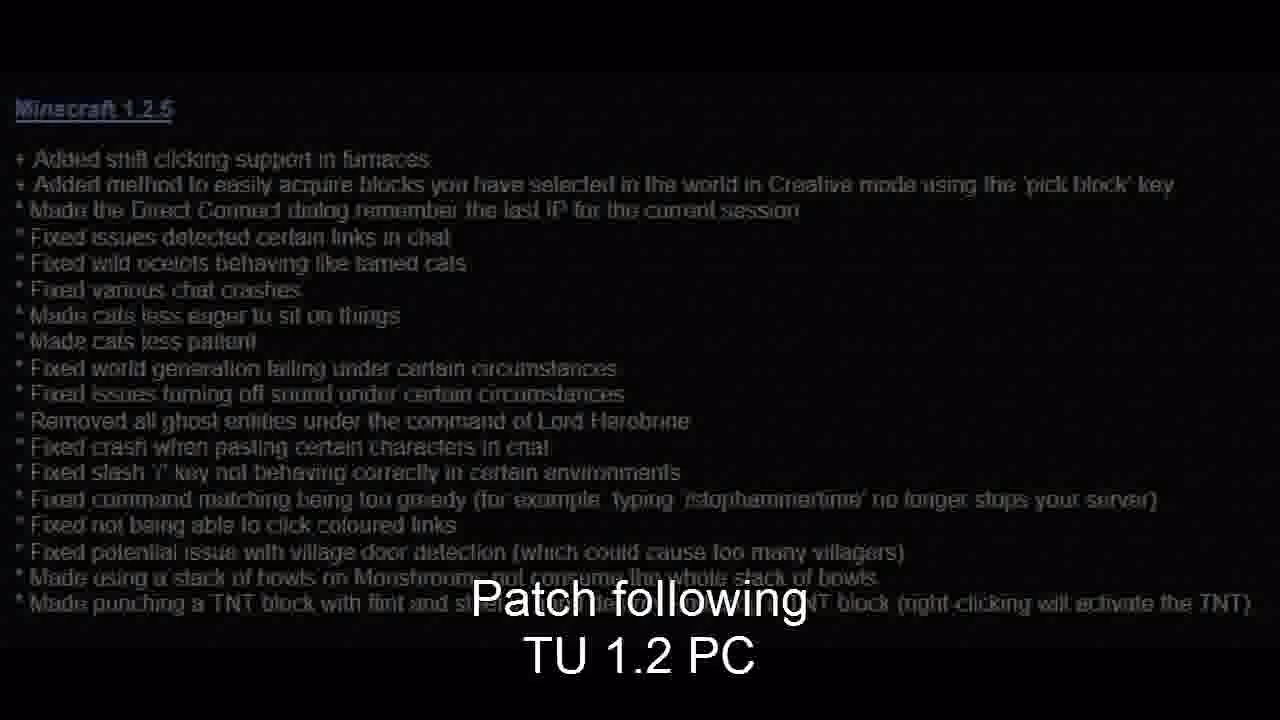 Minecraft 1.2.5
+ Added shift clicking support in furnaces
+ Added method to easily acquire blocks you have selected in the world in Creative mode using the 'pick block' key
* Made the Direct Connect dialog remember the last IP for the current session
* Fixed issues detected certain links in chat
* Fixed wild ocelots behaving like tamed cats
* Fixed various chat crashes
* Made cats less eager to sit on things
* Made cats less patient
* Fixed world generation failing under certain circumstances
* Fixed issues turning off sound under certain circumstances
* Removed all ghost entities under the command of Lord Herobrine
* Fixed crash when pasting certain characters in chat
* Fixed slash '/' key not behaving correctly in certain environments
* Fixed command matching being too greedy (for example, typing '/stophammertime' no longer stops your server)
* Fixed not being able to click coloured links
* Fixed potential issue with village door detection (which could cause too many villagers)
* Made using a stack of bowls on Mooshrooms not consume the whole stack of bowls
* Made punching a TNT block with flint and TNT block (right-clicking will activate the TNT)
Patch following
TU 1.2 PC